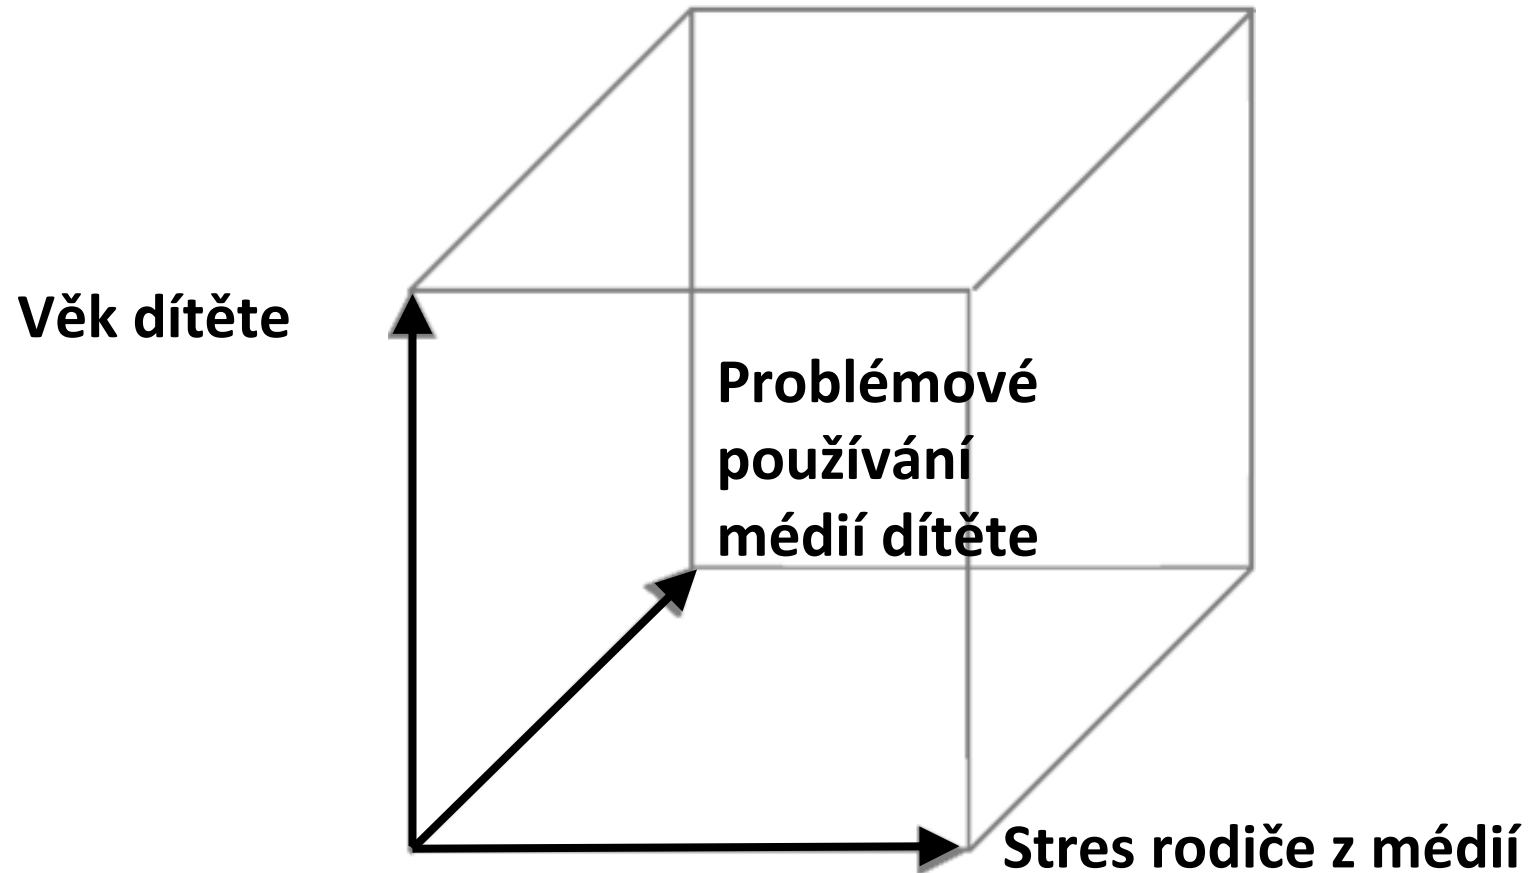 Věk dítěte
Problémové
používání
médií dítěte
Stres rodiče z médií